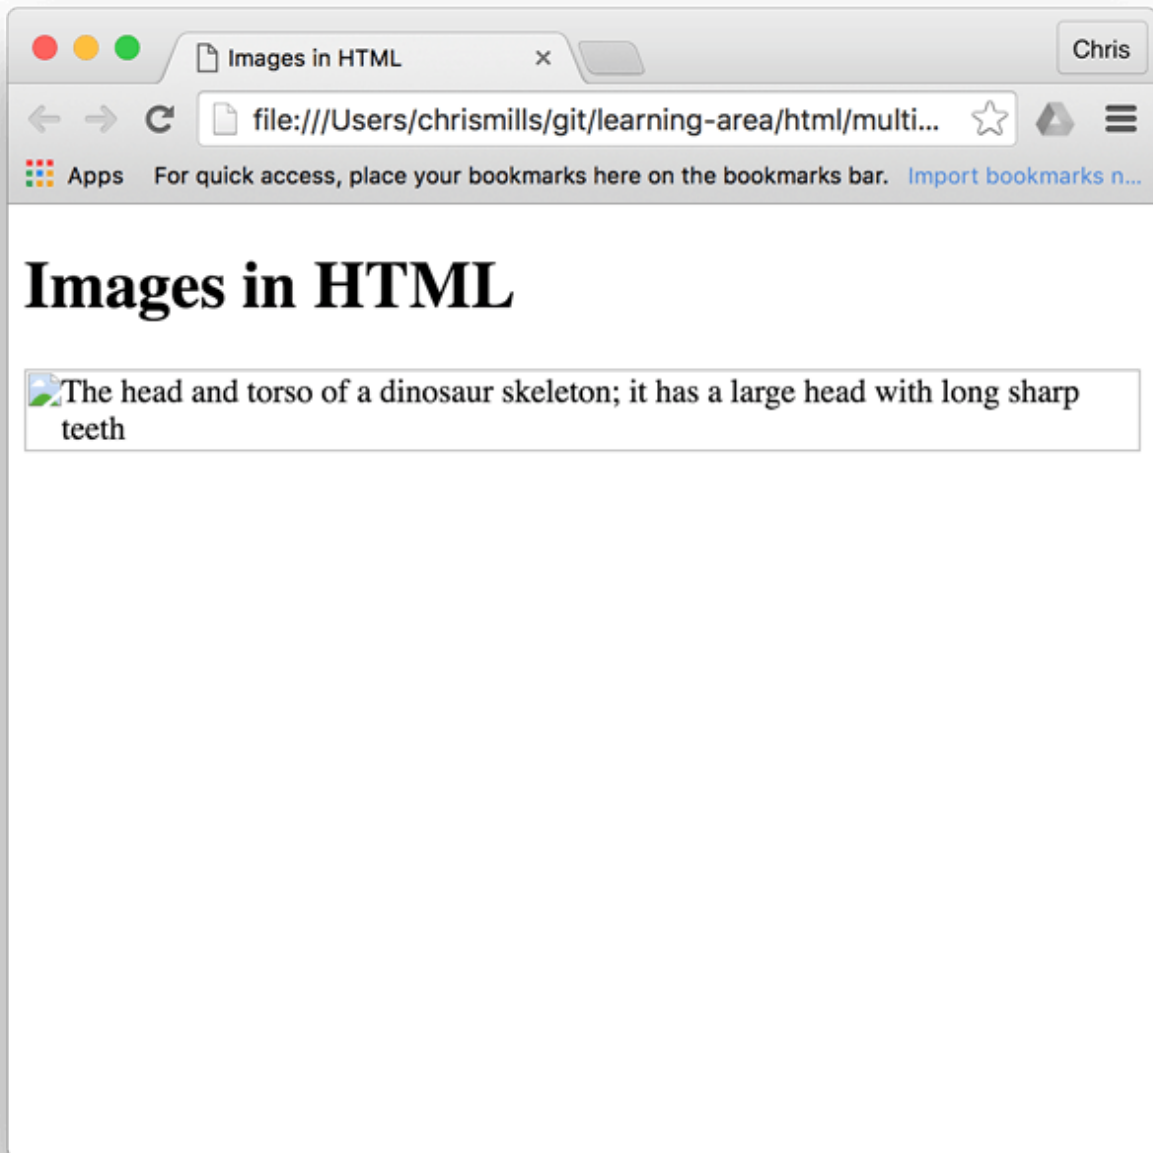 Images in HTML
Chris
file:///Users/chrismills/git/learning-area/html/multi...
Apps For quick access, place your bookmarks here on the bookmarks bar. Import bookmarks n...
Images in HTML
The head and torso of a dinosaur skeleton; it has a large head with long sharp
teeth